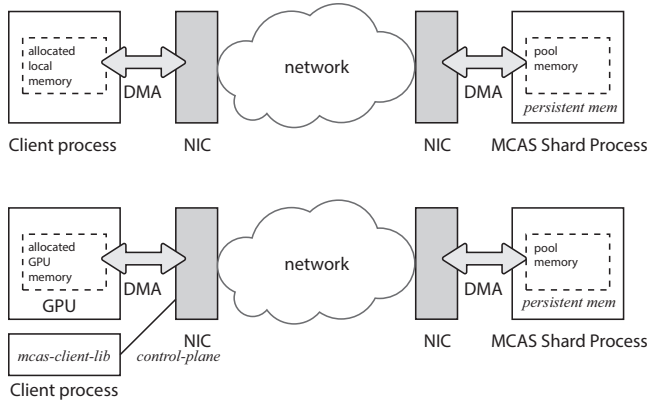 allocated
local
memory
DMA
network
DMA
pool
memory
persistent mem
Client process
NIC
NIC
MCAS Shard Process
allocated
GPU
memory
GPU
DMA
network
DMA
pool
memory
persistent mem
mcas-client-lib
control-plane
NIC
NIC
MCAS Shard Process
Client process